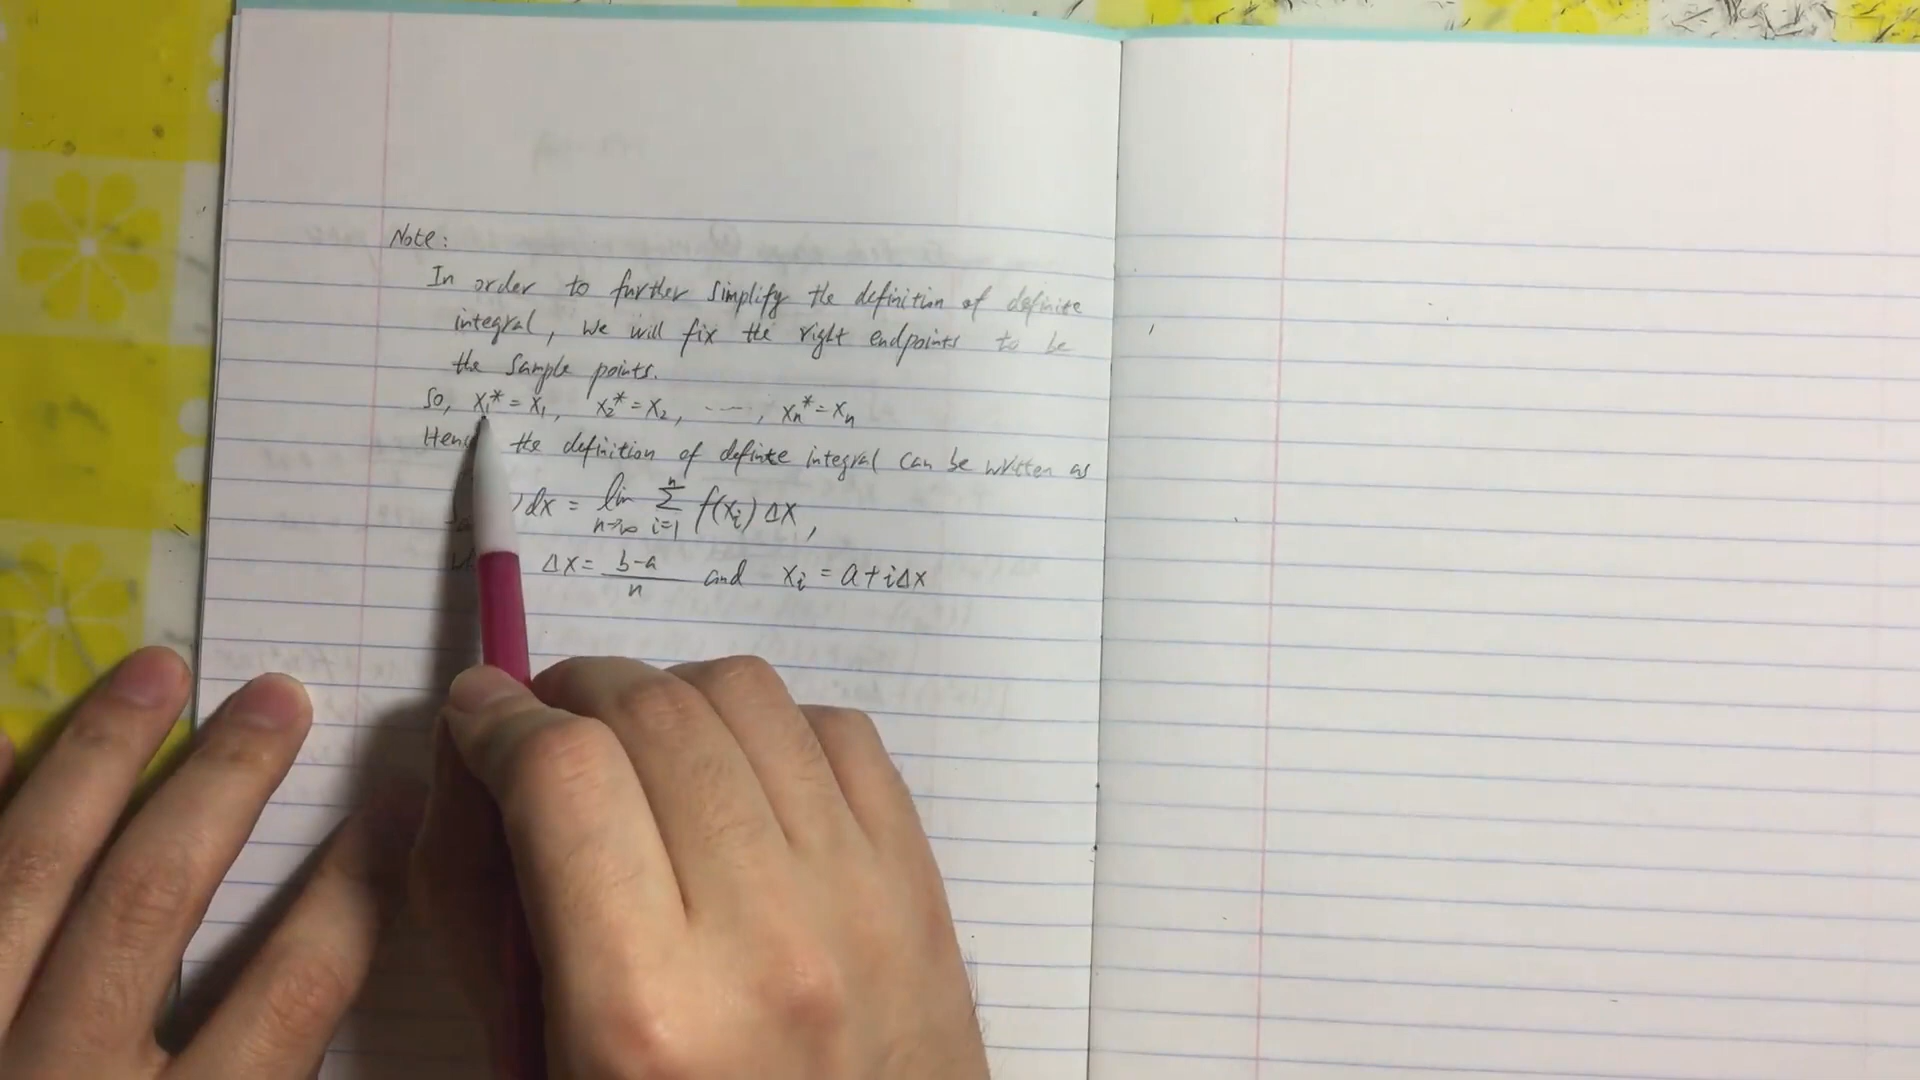 Note:
In order to further simplify the definition of definite
integral, we will fix the right endpoints to be
the sample points.
So, x₁* = x₁, x₂* = x₂, ----, xₙ* = xₙ
the definition of definite integral can be written as
)dx = lim n→∞ Σ i=1 n f(xᵢ) Δx,
Δx = b-a / n and xᵢ = a + iΔx